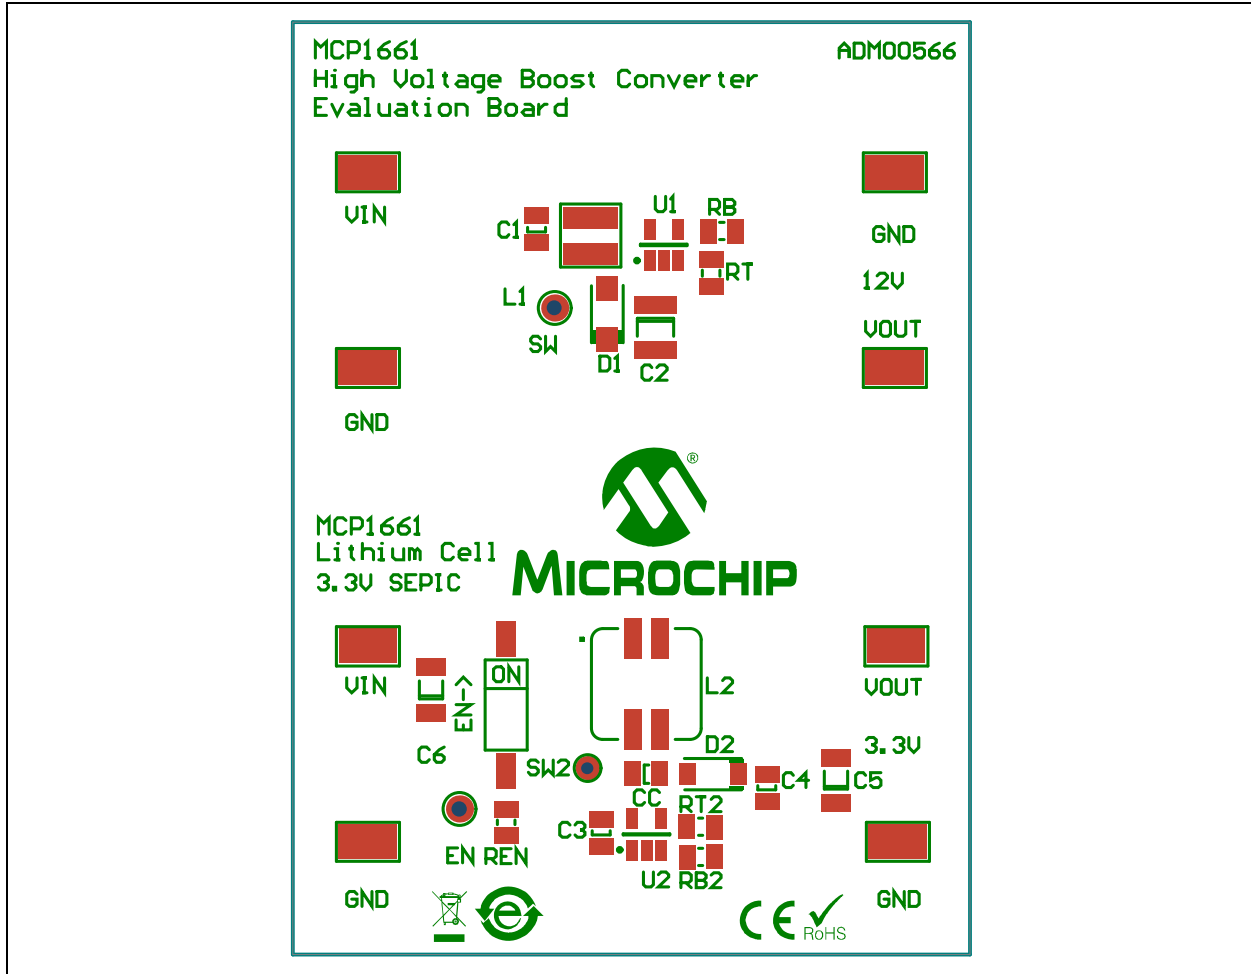 MCP1661
ADM00566
High Voltage Boost Converter
Evaluation Board
VIN
C1
U1
RB
GND
RT
12V
L1
SW
D1
C2
VOUT
GND
®
MCP1661
Lithium Cell
3.3V SEPIC
MICROCHIP
VIN
EN->
ON
L2
VOUT
C6
SW2
D2
3.3V
CC
RT2
C4
C5
C3
EN
REN
U2
RB2
GND
GND
e
CE
RoHS